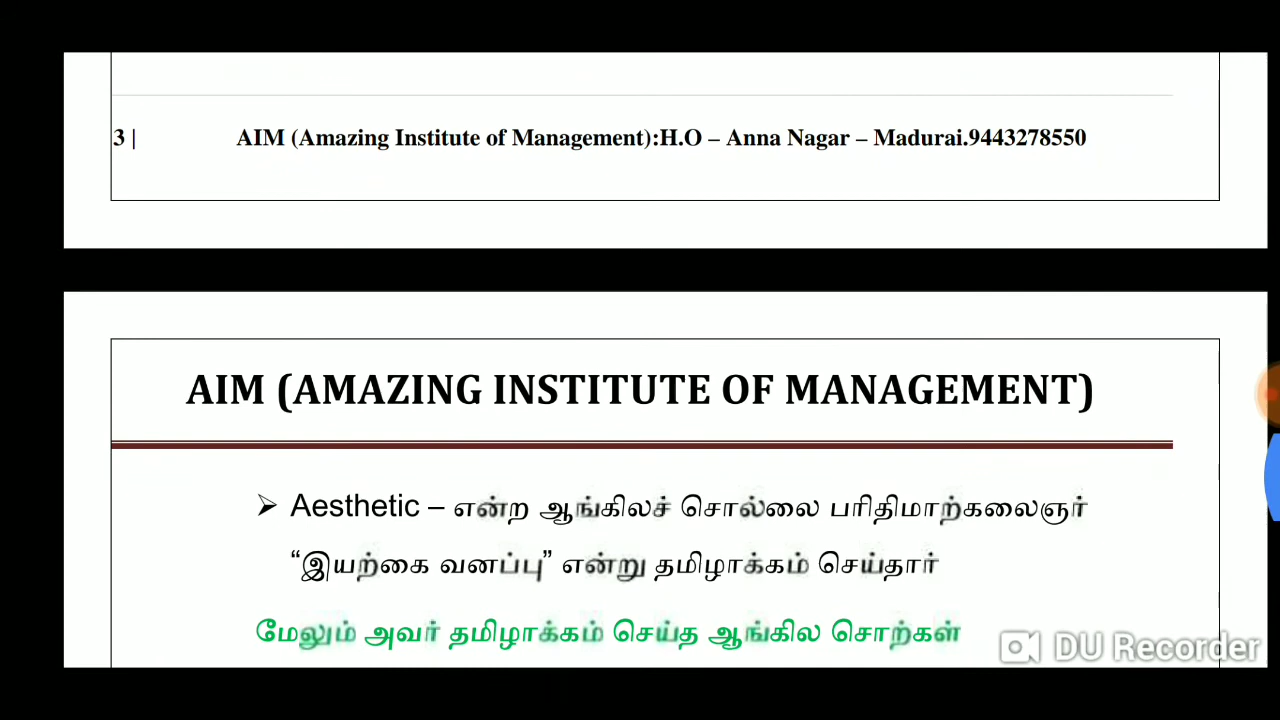 3 | AIM (Amazing Institute of Management):H.O – Anna Nagar – Madurai.9443278550
AIM (AMAZING INSTITUTE OF MANAGEMENT)
➢ Aesthetic – என்ற ஆங்கிலச் சொல்லை பரிதிமாற்கலைஞர்
“இயற்கை வனப்பு” என்று தமிழாக்கம் செய்தார்
மேலும் அவர் தமிழாக்கம் செய்த ஆங்கில சொற்கள்
DU Recorder